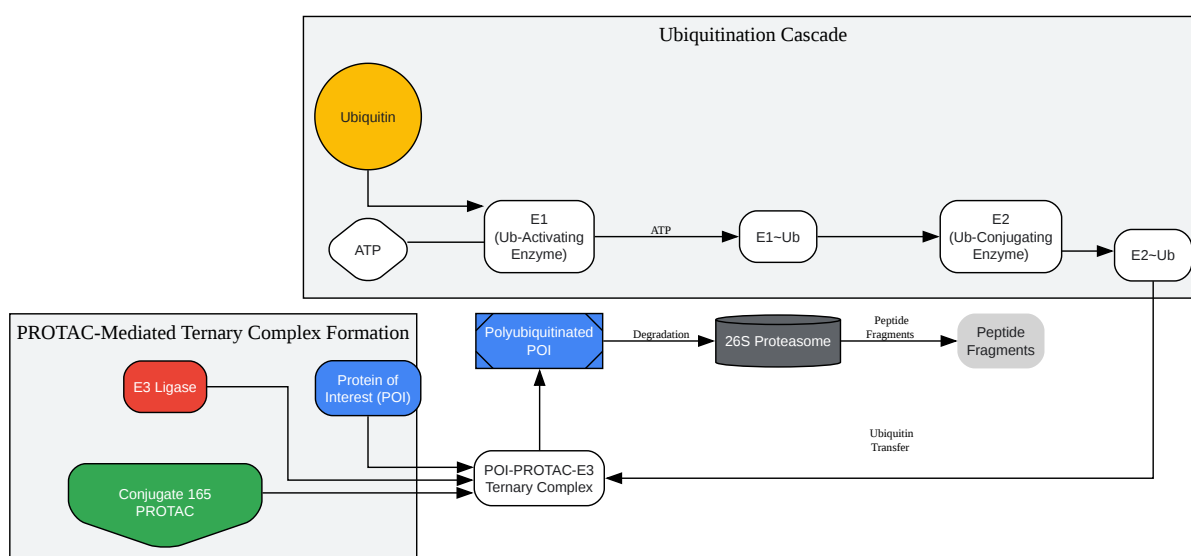 Ubiquitination Cascade
Ubiquitin
ATP
E1
(Ub-Activating
Enzyme)
ATP
E1~Ub
E2
(Ub-Conjugating
Enzyme)
E2~Ub
PROTAC-Mediated Ternary Complex Formation
E3 Ligase
Protein of
Interest (POI)
Conjugate 165
PROTAC
Polyubiquitinated
POI
Degradation
26S Proteasome
Peptide
Fragments
Peptide
Fragments
Ubiquitin
Transfer
POI-PROTAC-E3
Ternary Complex